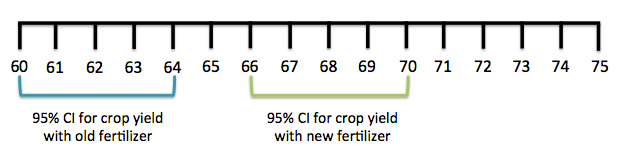 60 61 62 63 64 65 66 67 68 69 70 71 72 73 74 75
95% CI for crop yield
with old fertilizer
95% CI for crop yield
with new fertilizer